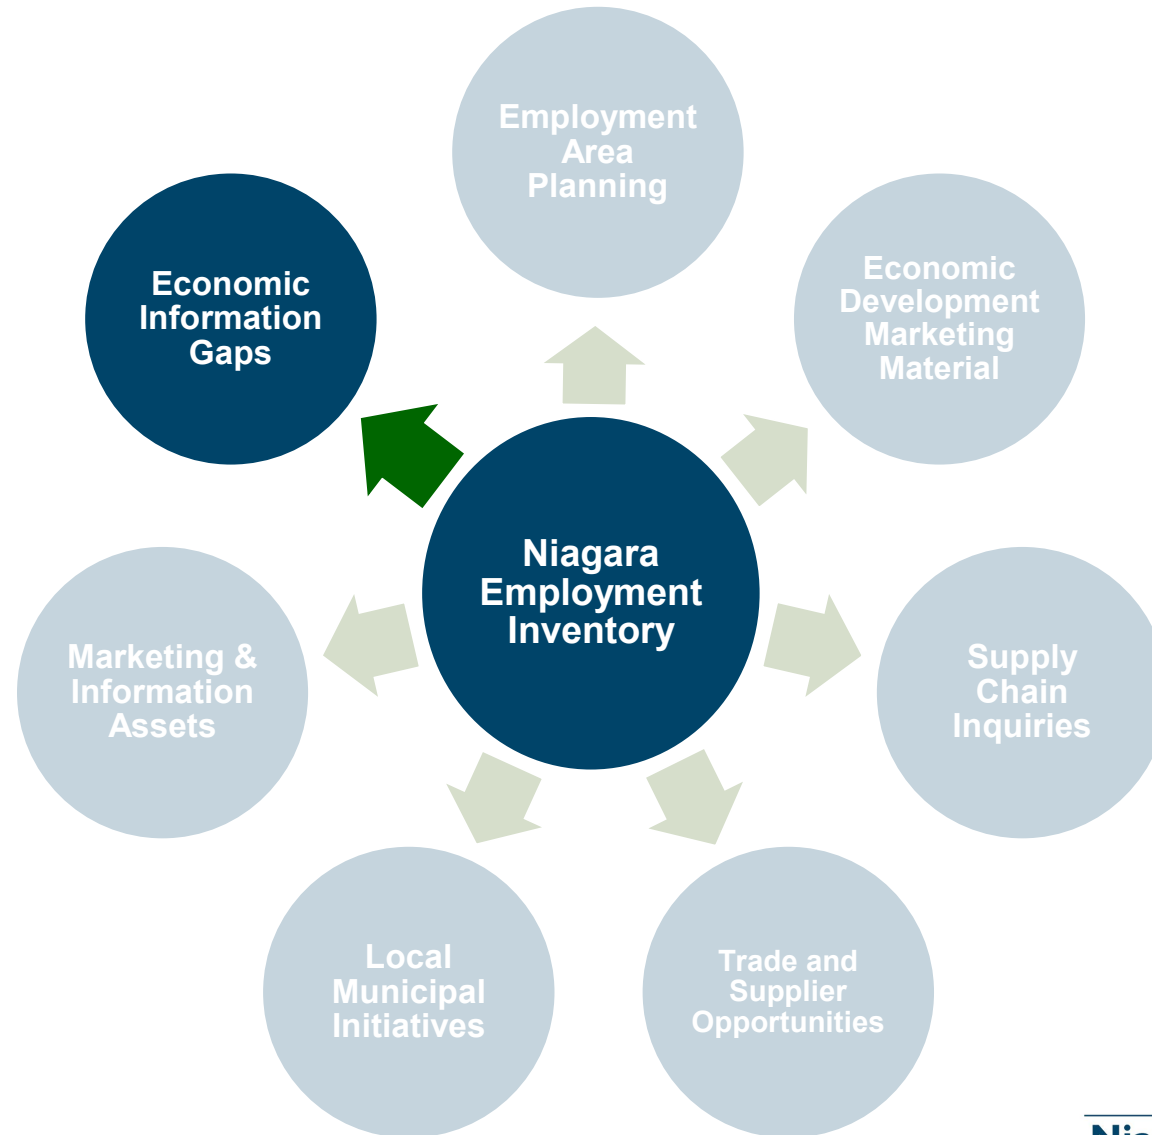 Employment
Area
Planning
Economic
Information
Gaps
Economic
Development
Marketing
Material
Niagara
Employment
Inventory
Marketing &
Information
Assets
Supply
Chain
Inquiries
Local
Municipal
Initiatives
Trade and
Supplier
Opportunities